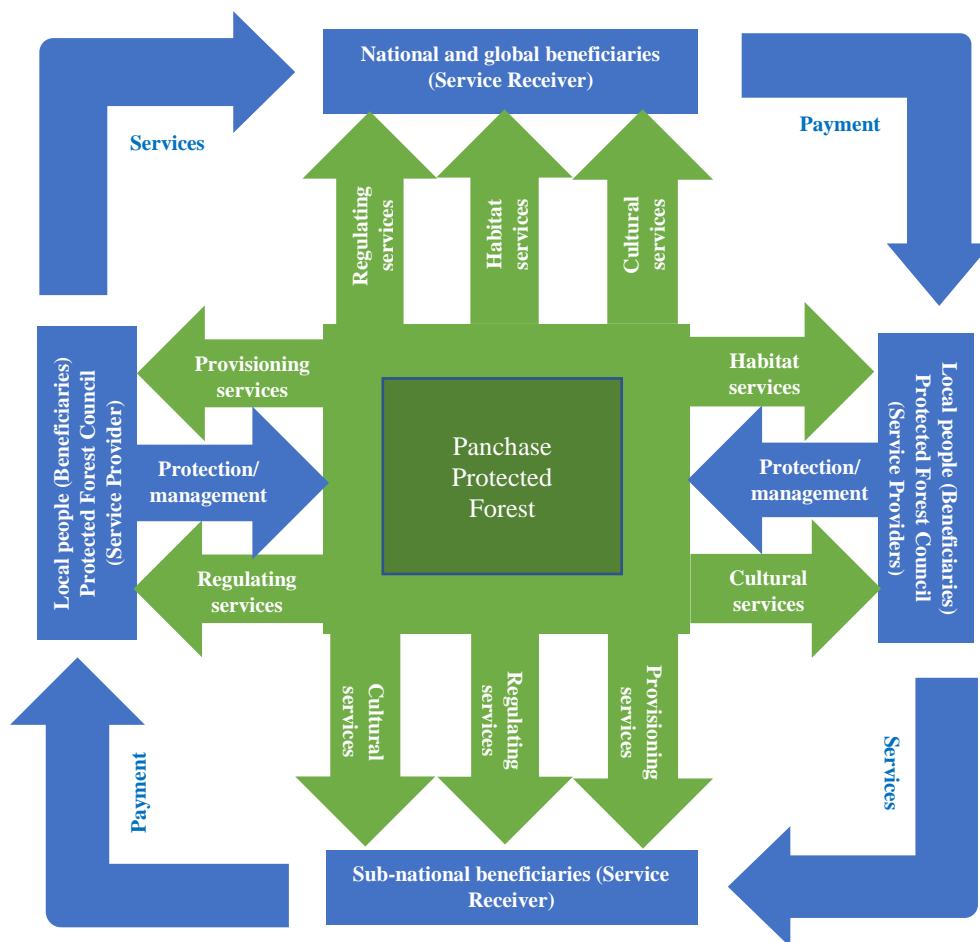 National and global beneficiaries
(Service Receiver)
Services
Payment
Regulating
services
Habitat
services
Cultural
services
Local people (Beneficiaries)
Protected Forest Council
(Service Provider)
Provisioning
services
Protection/
management
Regulating
services
Panchase
Protected
Forest
Habitat
services
Protection/
management
Cultural
services
Local people (Beneficiaries)
Protected Forest Council
(Service Providers)
Cultural
services
Regulating
services
Provisioning
services
Payment
Services
Sub-national beneficiaries (Service
Receiver)